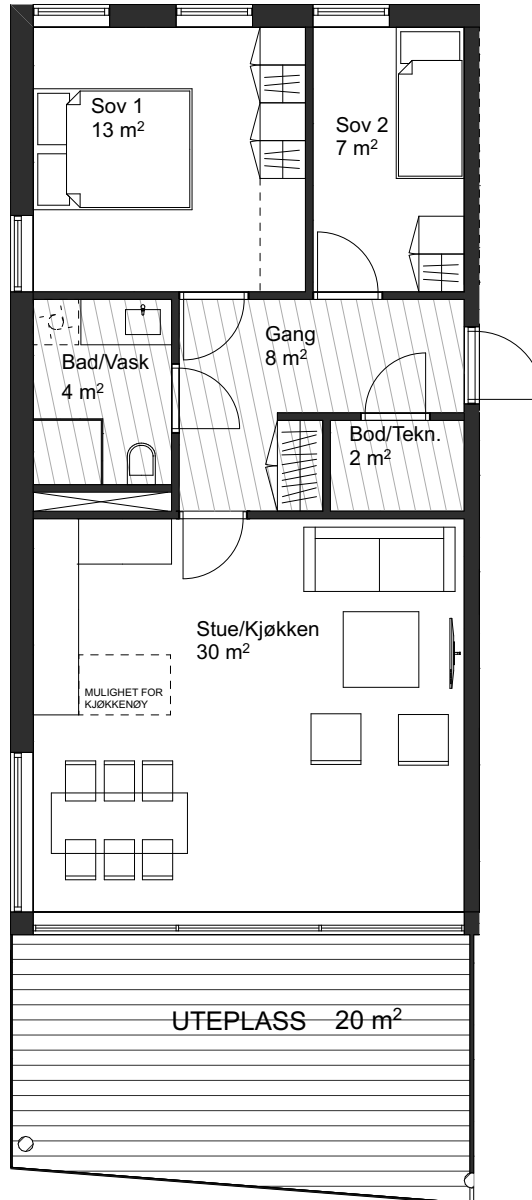 Sov 1
13 m²
Sov 2
7 m²
Gang
8 m²
Bad/Vask
4 m²
Bod/Tekn.
2 m²
Stue/Kjøkken
30 m²
MULIGHET FOR
KJØKKENØY
UTEPLASS 20 m²